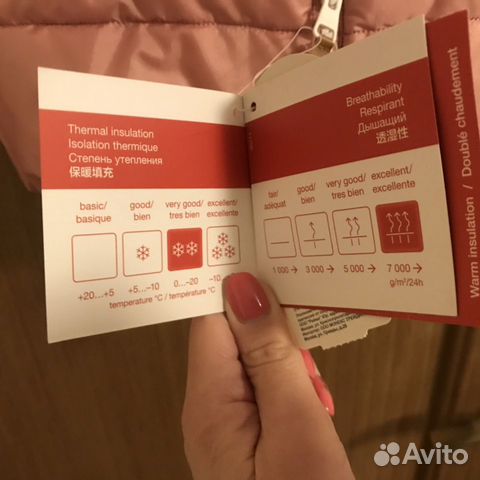 Thermal insulation
Isolation thermique
Степень утепления
保暖填充
basic/ good/ very good/ excellent/
basique bien tres bien excellente
+20...+5 +5...–10 0...–20 –10...
temperature °C / température °C
Breathability
Respirant
Дышащий
透湿性
fair/ good/ very good/ excellent/
adéquat bien tres bien excellente
1 000 → 3 000 → 5 000 → 7 000 →
g/m²/24h
Warm insulation / Doublé chaudement
Avito